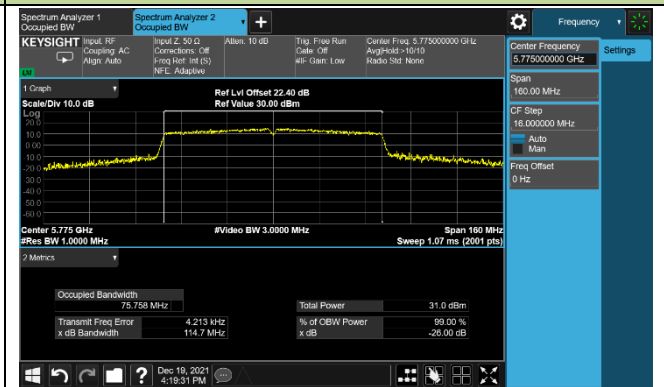 Spectrum Analyzer 1
Occupied BW
Spectrum Analyzer 2
Occupied BW
+
Frequency
KEYSIGHT
Input: RF
Coupling: AC
Align: Auto
Input Z: 50 Ω
Corrections: Off
Freq Ref: Int (S)
NFE: Adaptive
Atten: 10 dB
Trig: Free Run
Gate: Off
#IF Gain: Low
Center Freq: 5.775000000 GHz
Avg|Hold:>10/10
Radio Std: None
Center Frequency
5.775000000 GHz
Settings
Span
160.00 MHz
CF Step
16.000000 MHz
Auto
Man
Freq Offset
0 Hz
1 Graph
Scale/Div 10.0 dB
Ref Lvl Offset 22.40 dB
Ref Value 30.00 dBm
Log
20.0
10.0
0.00
-10.0
-20.0
-30.0
-40.0
-50.0
-60.0
Center 5.775 GHz
#Video BW 3.0000 MHz
Span 160 MHz
#Res BW 1.0000 MHz
Sweep 1.07 ms (2001 pts)
2 Metrics
Occupied Bandwidth
75.758 MHz
Total Power
31.0 dBm
Transmit Freq Error
4.213 kHz
% of OBW Power
99.00 %
x dB Bandwidth
114.7 MHz
x dB
-26.00 dB
?
Dec 19, 2021
4:19:31 PM